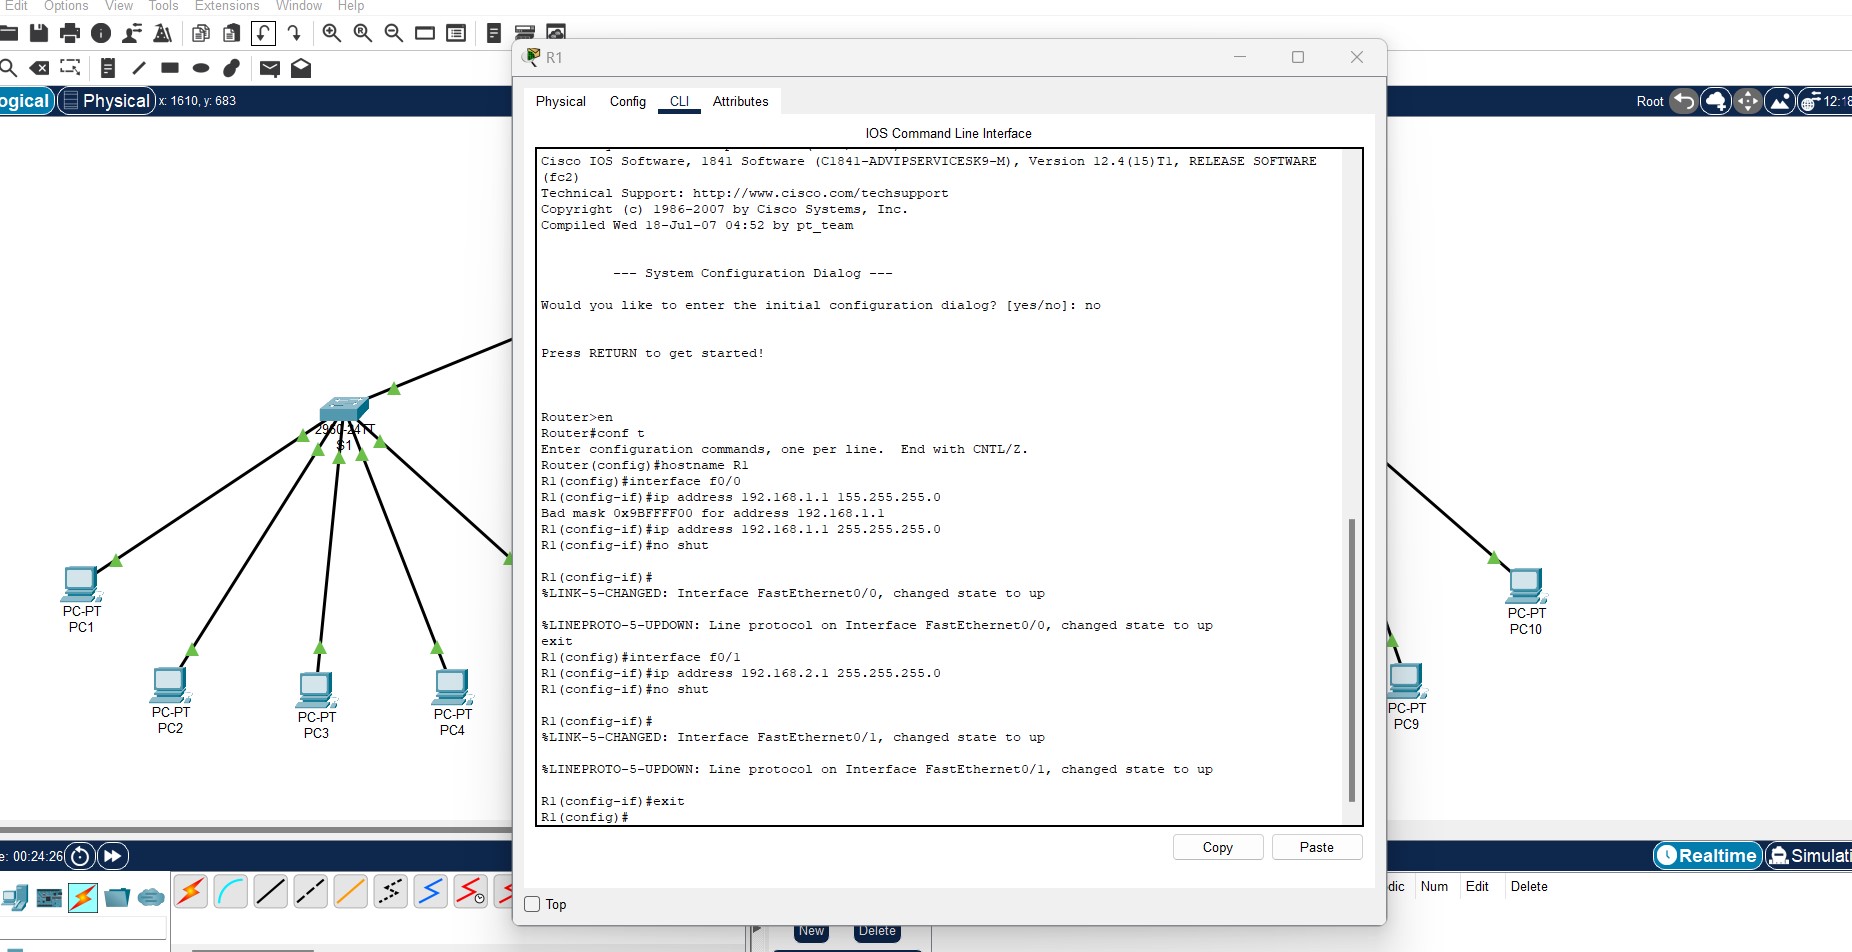 Edit Options View Tools Extensions Window Help
R1
ogical Physical x: 1610, y: 683
Root 12:18
Physical Config CLI Attributes
IOS Command Line Interface
Cisco IOS Software, 1841 Software (C1841-ADVIPSERVICESK9-M), Version 12.4(15)T1, RELEASE SOFTWARE
(fc2)
Technical Support: http://www.cisco.com/techsupport
Copyright (c) 1986-2007 by Cisco Systems, Inc.
Compiled Wed 18-Jul-07 04:52 by pt_team
--- System Configuration Dialog ---
Would you like to enter the initial configuration dialog? [yes/no]: no
Press RETURN to get started!
Router>en
Router#conf t
Enter configuration commands, one per line.  End with CNTL/Z.
Router(config)#hostname R1
R1(config)#interface f0/0
R1(config-if)#ip address 192.168.1.1 155.255.255.0
Bad mask 0x9BFFFF00 for address 192.168.1.1
R1(config-if)#ip address 192.168.1.1 255.255.255.0
R1(config-if)#no shut
R1(config-if)#
%LINK-5-CHANGED: Interface FastEthernet0/0, changed state to up
%LINEPROTO-5-UPDOWN: Line protocol on Interface FastEthernet0/0, changed state to up
exit
R1(config)#interface f0/1
R1(config-if)#ip address 192.168.2.1 255.255.255.0
R1(config-if)#no shut
R1(config-if)#
%LINK-5-CHANGED: Interface FastEthernet0/1, changed state to up
%LINEPROTO-5-UPDOWN: Line protocol on Interface FastEthernet0/1, changed state to up
R1(config-if)#exit
R1(config)#
Copy Paste
Top
2960-24TT
S1
PC-PT
PC1
PC-PT
PC2
PC-PT
PC3
PC-PT
PC4
PC-PT
PC10
PC-PT
PC9
e: 00:24:26
Realtime Simulati
dic Num Edit Delete
New Delete